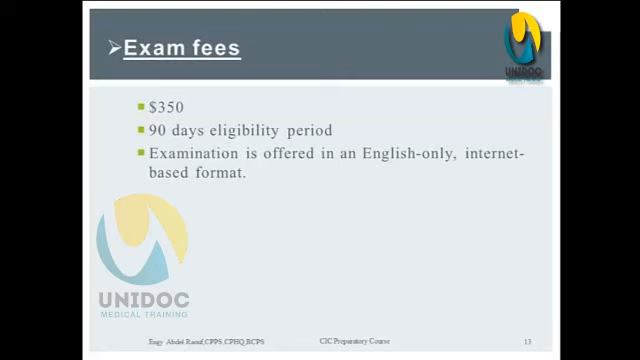 ➢Exam fees
UNIDOC
MEDICAL TRAINING
$350
90 days eligibility period
Examination is offered in an English-only, internet-
based format.
UNIDOC
MEDICAL TRAINING
Engy Abdel Raouf,CPPS,CPHQ,BCPS
CIC Preparatory Course
13